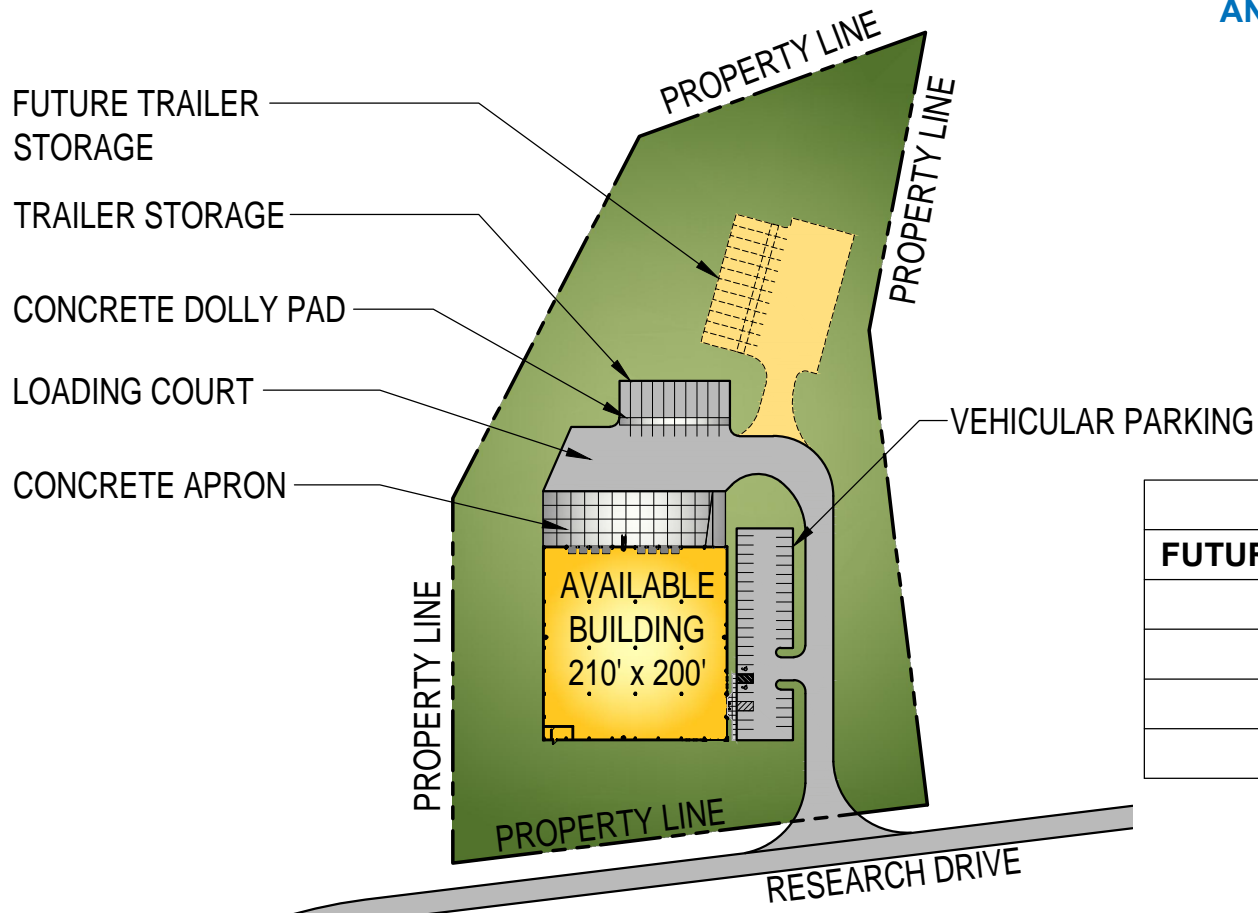 AN
PROPERTY LINE
FUTURE TRAILER
STORAGE
PROPERTY LINE
TRAILER STORAGE
CONCRETE DOLLY PAD
LOADING COURT
VEHICULAR PARKING
CONCRETE APRON
FUTUR
AVAILABLE
BUILDING
210' x 200'
PROPERTY LINE
PROPERTY LINE
RESEARCH DRIVE